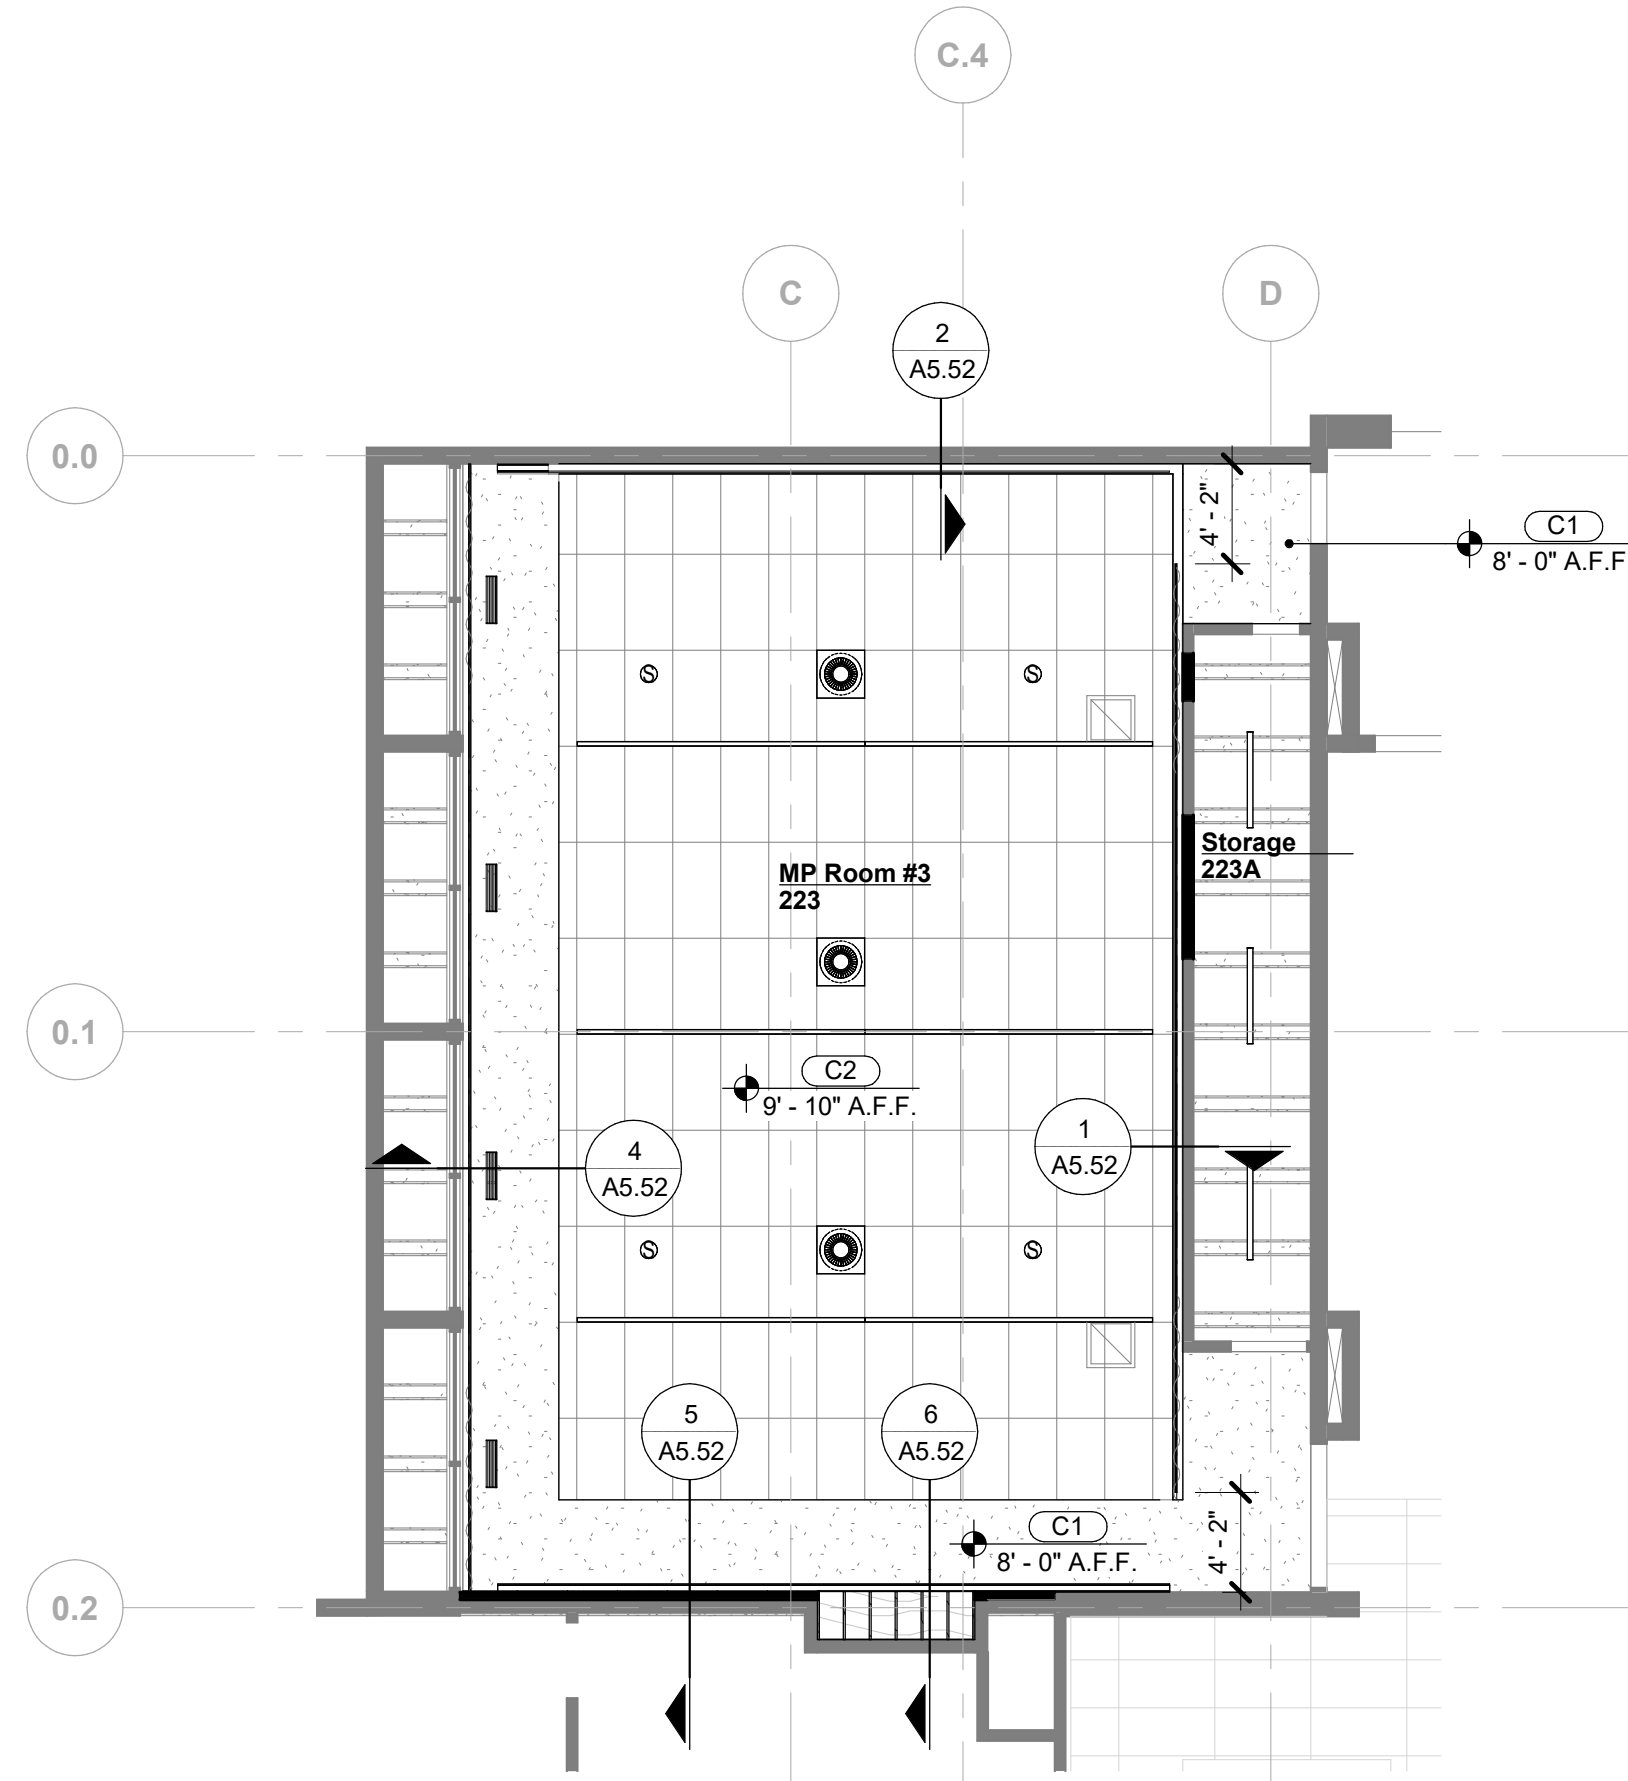 C.4
C
D
2
A5.52
0.0
4' - 2"
C1
8' - 0" A.F.F
S
S
Storage
223A
MP Room #3
223
0.1
C2
9' - 10" A.F.F.
1
A5.52
4
A5.52
S
S
5
A5.52
6
A5.52
C1
8' - 0" A.F.F.
4' - 2"
0.2